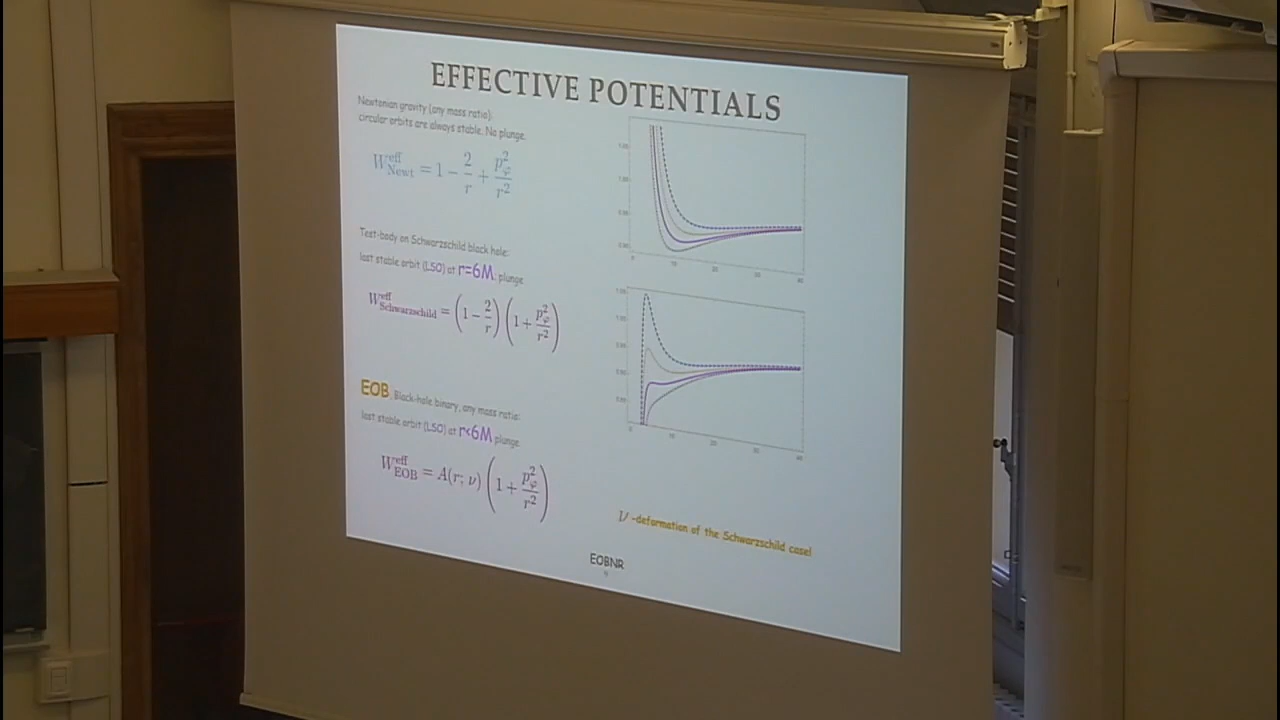 EFFECTIVE POTENTIALS
Newtonian gravity (any mass ratio):
circular orbits are always stable. No plunge.
W^eff_Newt = 1 − 2/r + p_φ^2/r^2
Test-body on Schwarzschild black hole:
last stable orbit (LSO) at r=6M; plunge
W^eff_Schwarzschild = (1 − 2/r)(1 + p_φ^2/r^2)
EOB, Black-hole binary, any mass ratio:
last stable orbit (LSO) at r<6M plunge
W^eff_EOB = A(r; ν)(1 + p_φ^2/r^2)
ν -deformation of the Schwarzschild case!
EOBNR
9